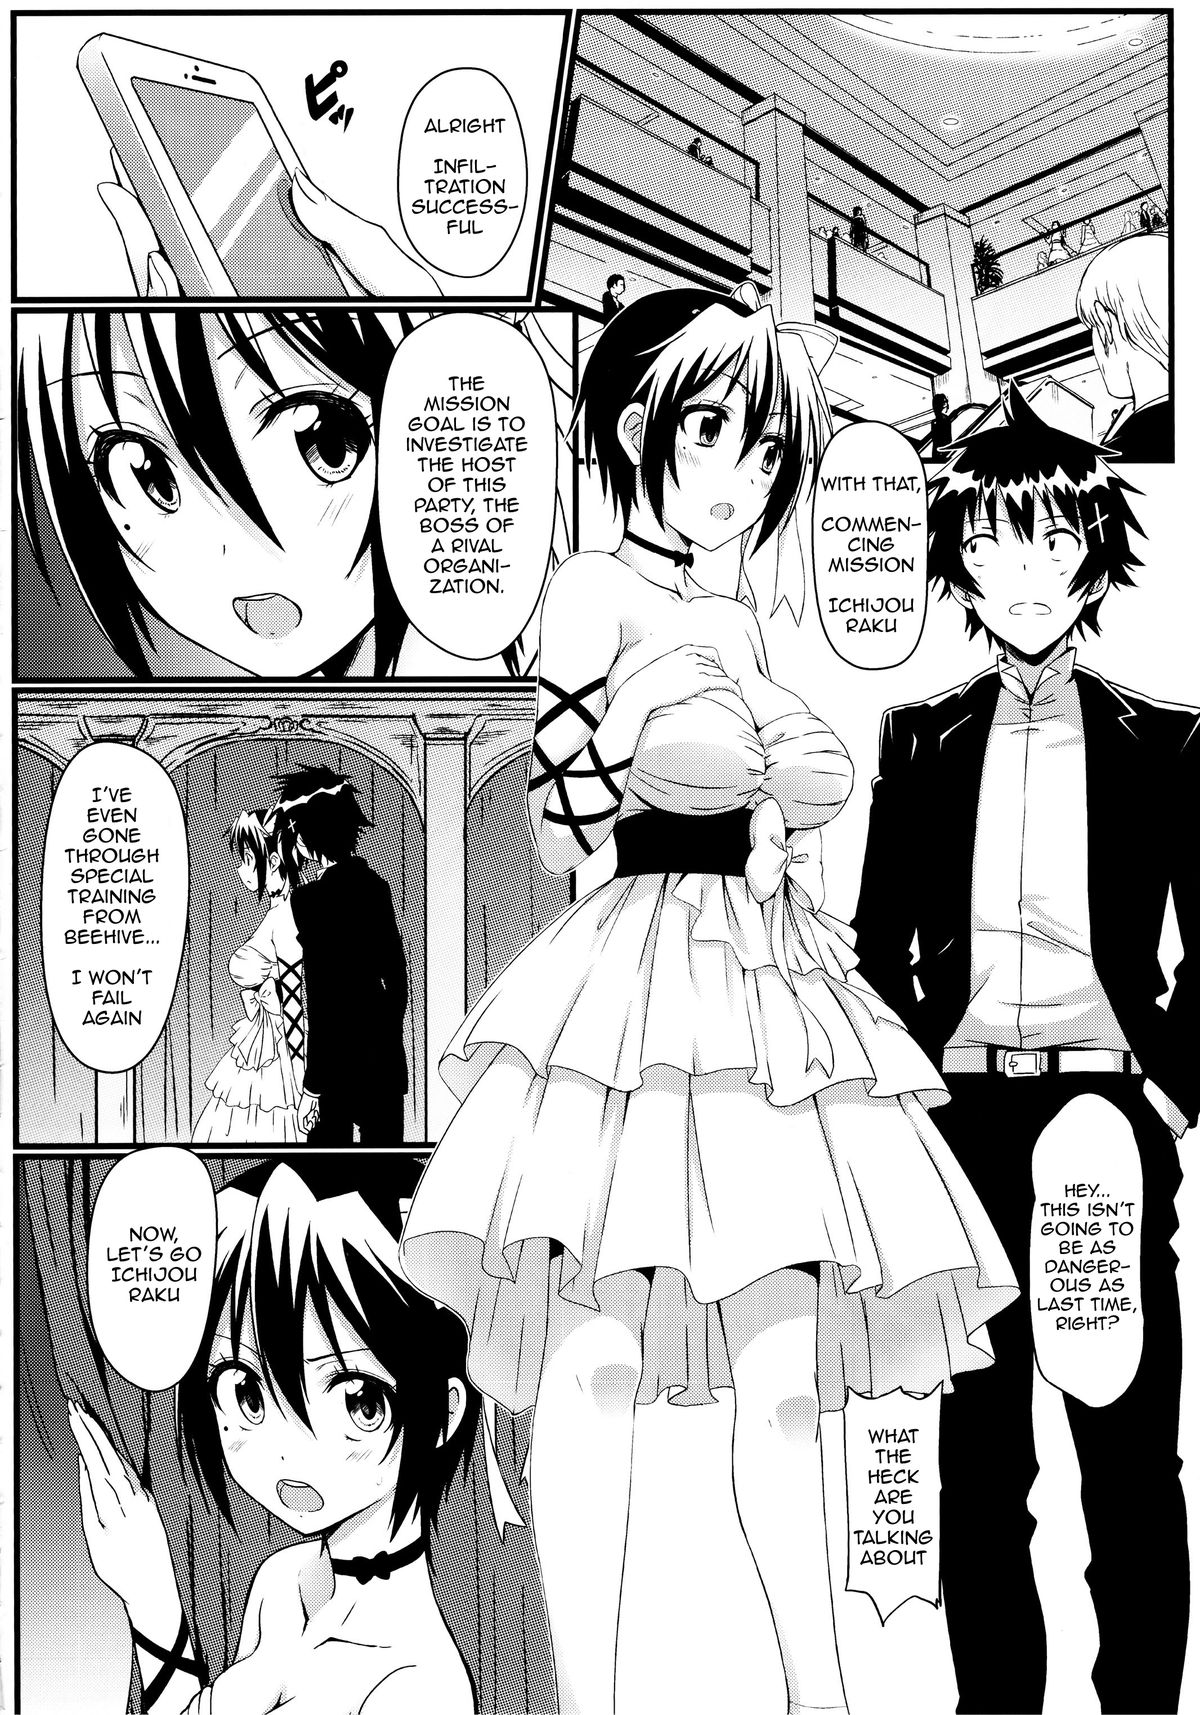 WITH THAT,
COMMEN-
CING
MISSION
ICHIJOU
RAKU
HEY...
THIS ISN'T
GOING TO
BE AS
DANGER-
OUS AS
LAST TIME,
RIGHT?
WHAT
THE
HECK
ARE
YOU
TALKING
ABOUT
ピッ
ALRIGHT
INFIL-
TRATION
SUCCESS-
FUL
THE
MISSION
GOAL IS TO
INVESTIGATE
THE HOST
OF THIS
PARTY, THE
BOSS OF
A RIVAL
ORGANI-
ZATION.
I'VE
EVEN
GONE
THROUGH
SPECIAL
TRAINING
FROM
BEEHIVE...
I WON'T
FAIL
AGAIN
NOW,
LET'S GO
ICHIJOU
RAKU